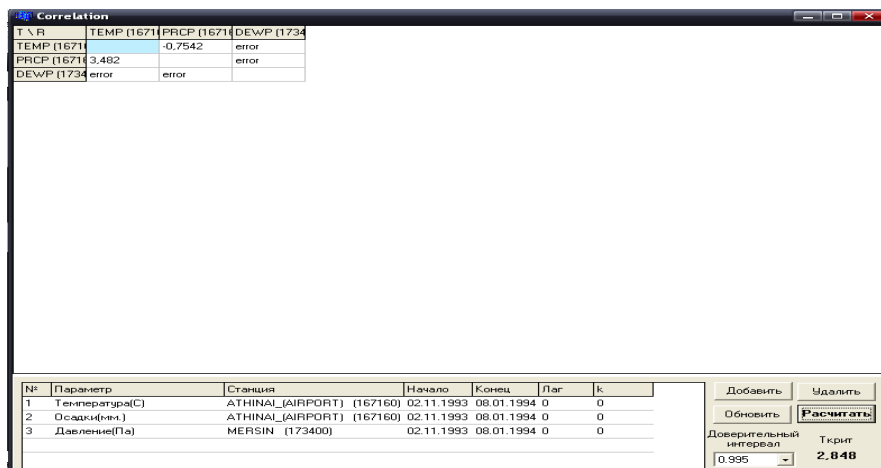 Correlation
T \ R TEMP (1671 PRCP (1671 DEWP (1734
TEMP (1671 -0,7542 error
PRCP (1671 3,482 error
DEWP (1734 error error
№ Параметр Станция Начало Конец Лаг k
1 Температура(С) ATHINAI_(AIRPORT) (167160) 02.11.1993 08.01.1994 0 0
2 Осадки(мм.) ATHINAI_(AIRPORT) (167160) 02.11.1993 08.01.1994 0 0
3 Давление(Па) MERSIN (173400) 02.11.1993 08.01.1994 0 0
Добавить Удалить
Обновить Расчитать
Доверительный интервал Ткрит
0.995 2,848